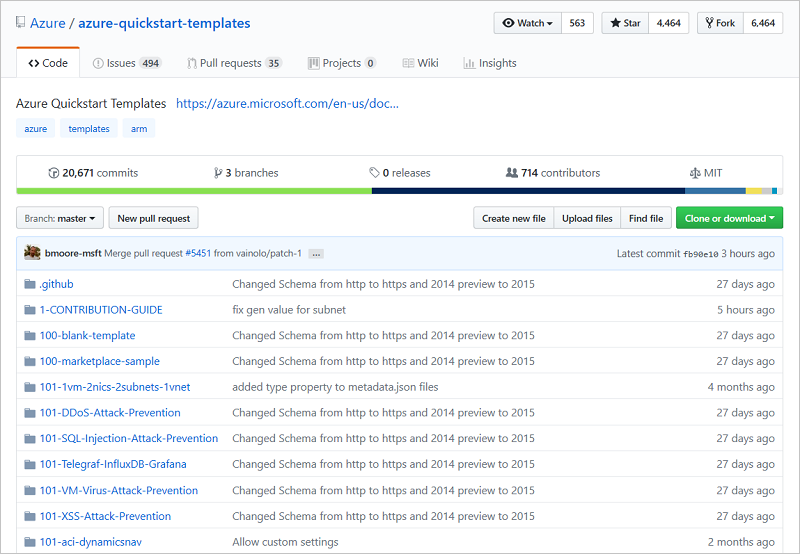 Azure / azure-quickstart-templates Watch 563 Star 4,464 Fork 6,464
Code Issues 494 Pull requests 35 Projects 0 Wiki Insights
Azure Quickstart Templates https://azure.microsoft.com/en-us/doc...
azure templates arm
20,671 commits 3 branches 0 releases 714 contributors MIT
Branch: master New pull request Create new file Upload files Find file Clone or download
bmoore-msft Merge pull request #5451 from vainolo/patch-1 ... Latest commit fb90e10 3 hours ago
.github Changed Schema from http to https and 2014 preview to 2015 27 days ago
1-CONTRIBUTION-GUIDE fix gen value for subnet 5 hours ago
100-blank-template Changed Schema from http to https and 2014 preview to 2015 27 days ago
100-marketplace-sample Changed Schema from http to https and 2014 preview to 2015 27 days ago
101-1vm-2nics-2subnets-1vnet added type property to metadata.json files 4 months ago
101-DDoS-Attack-Prevention Changed Schema from http to https and 2014 preview to 2015 27 days ago
101-SQL-Injection-Attack-Prevention Changed Schema from http to https and 2014 preview to 2015 27 days ago
101-Telegraf-InfluxDB-Grafana Changed Schema from http to https and 2014 preview to 2015 27 days ago
101-VM-Virus-Attack-Prevention Changed Schema from http to https and 2014 preview to 2015 27 days ago
101-XSS-Attack-Prevention Changed Schema from http to https and 2014 preview to 2015 27 days ago
101-aci-dynamicsnav Allow custom settings 2 months ago